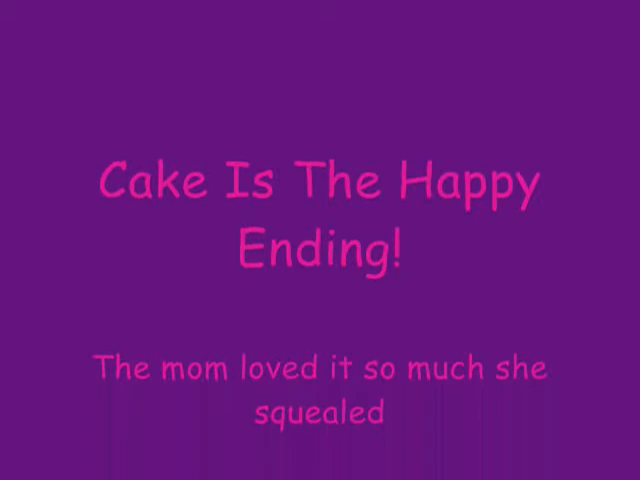 Cake Is The Happy
Ending!
The mom loved it so much she
squealed